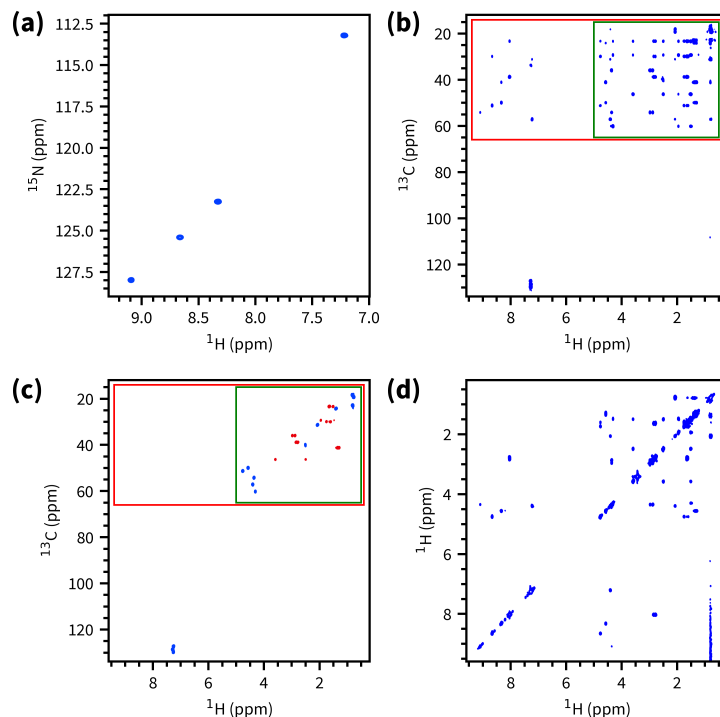 (a)
112.5
115.0
117.5
120.0
122.5
125.0
127.5
¹⁵N (ppm)
9.0 8.5 8.0 7.5 7.0
¹H (ppm)
(b)
20
40
60
80
100
120
¹³C (ppm)
8 6 4 2
¹H (ppm)
(c)
20
40
60
80
100
120
¹³C (ppm)
8 6 4 2
¹H (ppm)
(d)
2
4
6
8
¹H (ppm)
8 6 4 2
¹H (ppm)